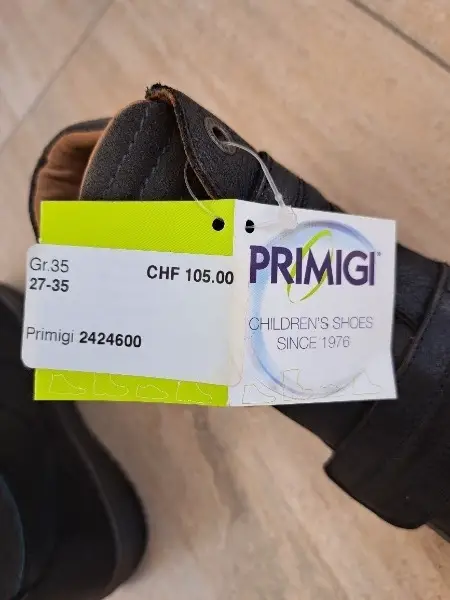 Gr.35
27-35
CHF 105.00
Primigi 2424600
PRIMIGI®
CHILDREN'S SHOES
SINCE 1976